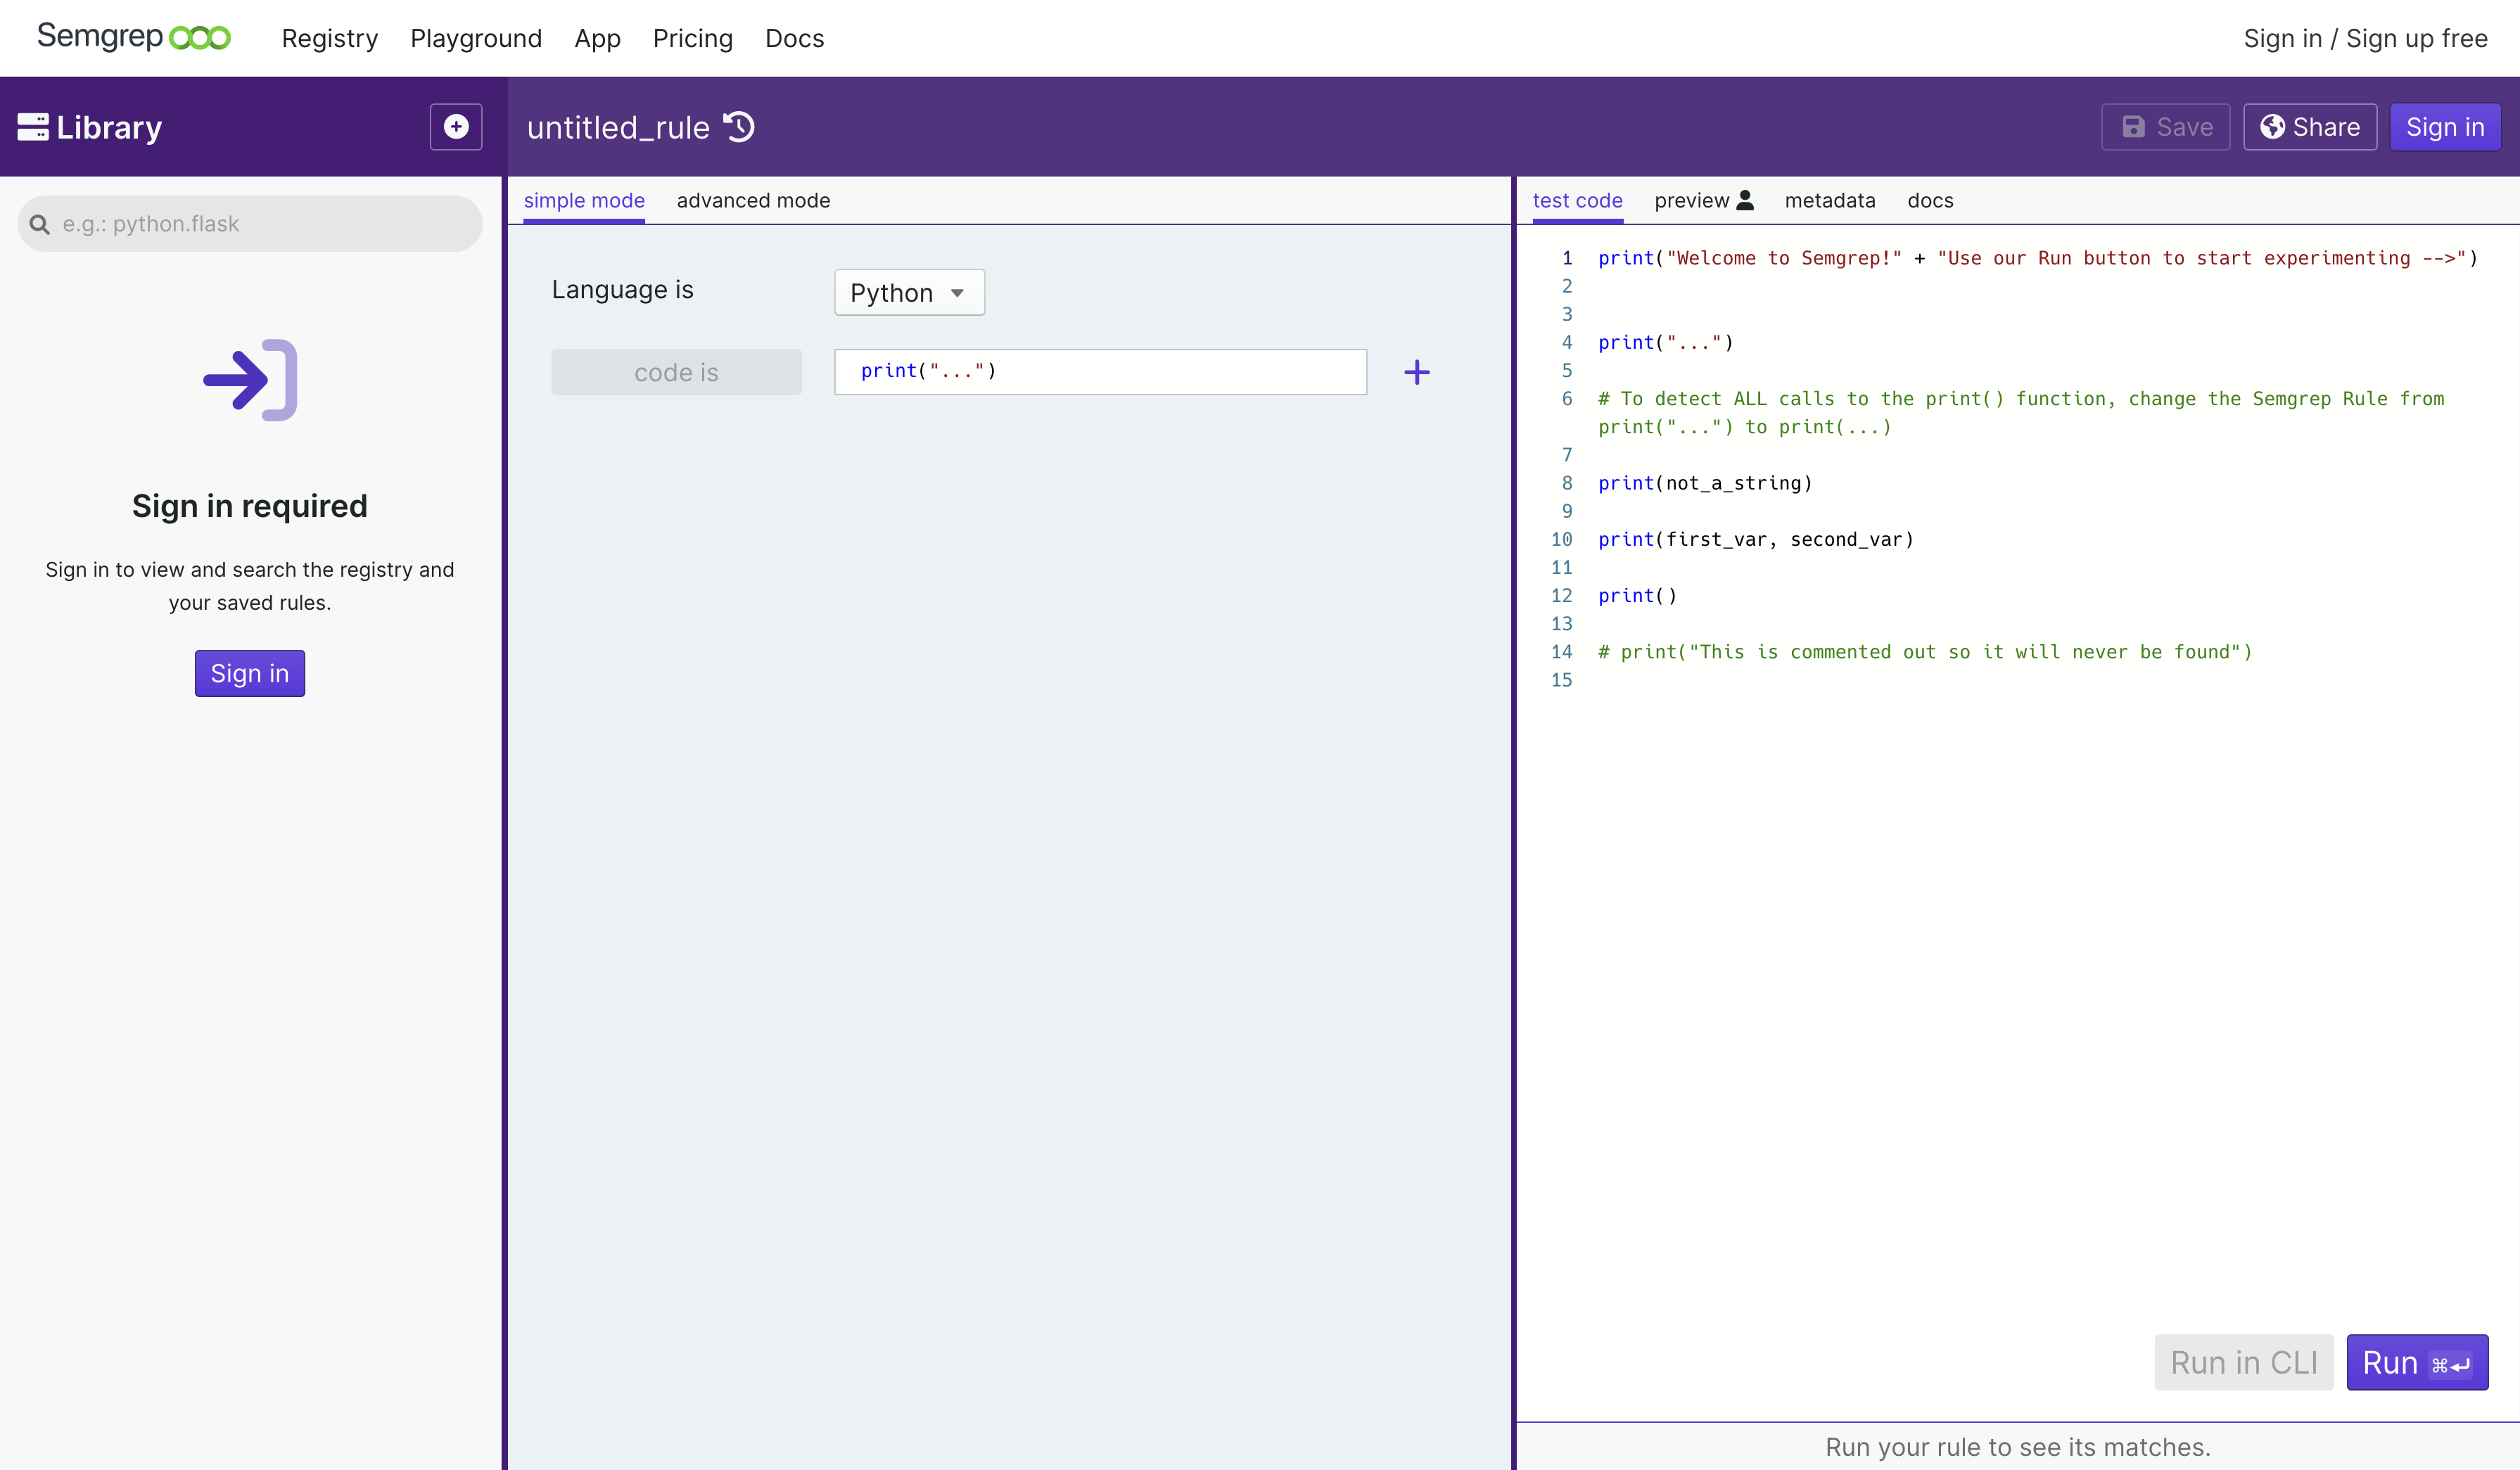 Semgrep
Registry
Playground
App
Pricing
Docs
Sign in / Sign up free
Library
untitled_rule
Save
Share
Sign in
e.g.: python.flask
Sign in required
Sign in to view and search the registry and
your saved rules.
Sign in
simple mode
advanced mode
Language is
Python
code is
print("...")
test code
preview
metadata
docs
1 print("Welcome to Semgrep!" + "Use our Run button to start experimenting -->")
2
3
4 print("...")
5
6 # To detect ALL calls to the print() function, change the Semgrep Rule from
print("...") to print(...)
7
8 print(not_a_string)
9
10 print(first_var, second_var)
11
12 print()
13
14 # print("This is commented out so it will never be found")
15
Run in CLI
Run ⌘↵
Run your rule to see its matches.